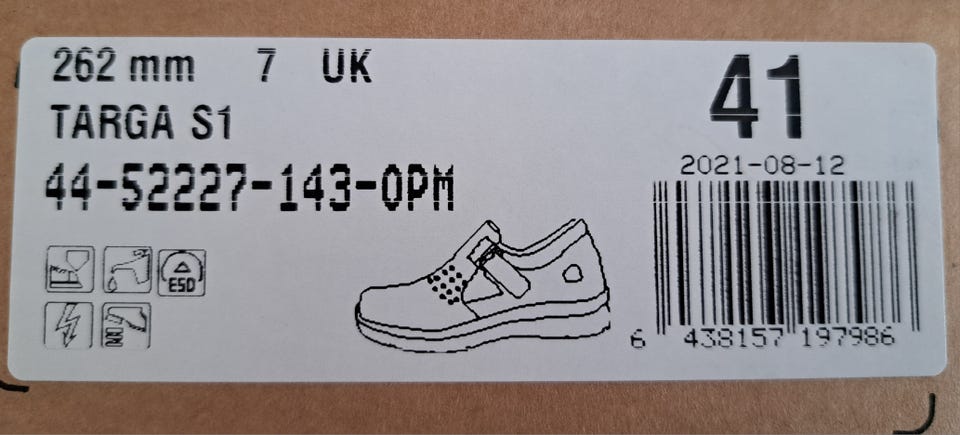 262 mm 7 UK
TARGA S1
44-52227-143-0PM
ESD
41
2021-08-12
6 438157 197986